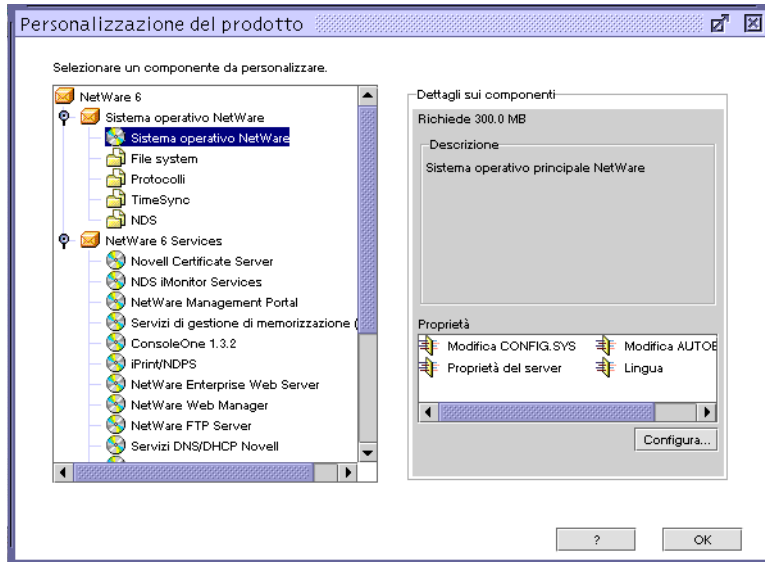 Personalizzazione del prodotto
Selezionare un componente da personalizzare.
NetWare 6
Sistema operativo NetWare
Sistema operativo NetWare
File system
Protocolli
TimeSync
NDS
NetWare 6 Services
Novell Certificate Server
NDS iMonitor Services
NetWare Management Portal
Servizi di gestione di memorizzazione (
ConsoleOne 1.3.2
iPrint/NDPS
NetWare Enterprise Web Server
NetWare Web Manager
NetWare FTP Server
Servizi DNS/DHCP Novell
Dettagli sui componenti
Richiede 300.0 MB
Descrizione
Sistema operativo principale NetWare
Proprietà
Modifica CONFIG.SYS
Modifica AUTOE
Proprietà del server
Lingua
Configura...
?
OK